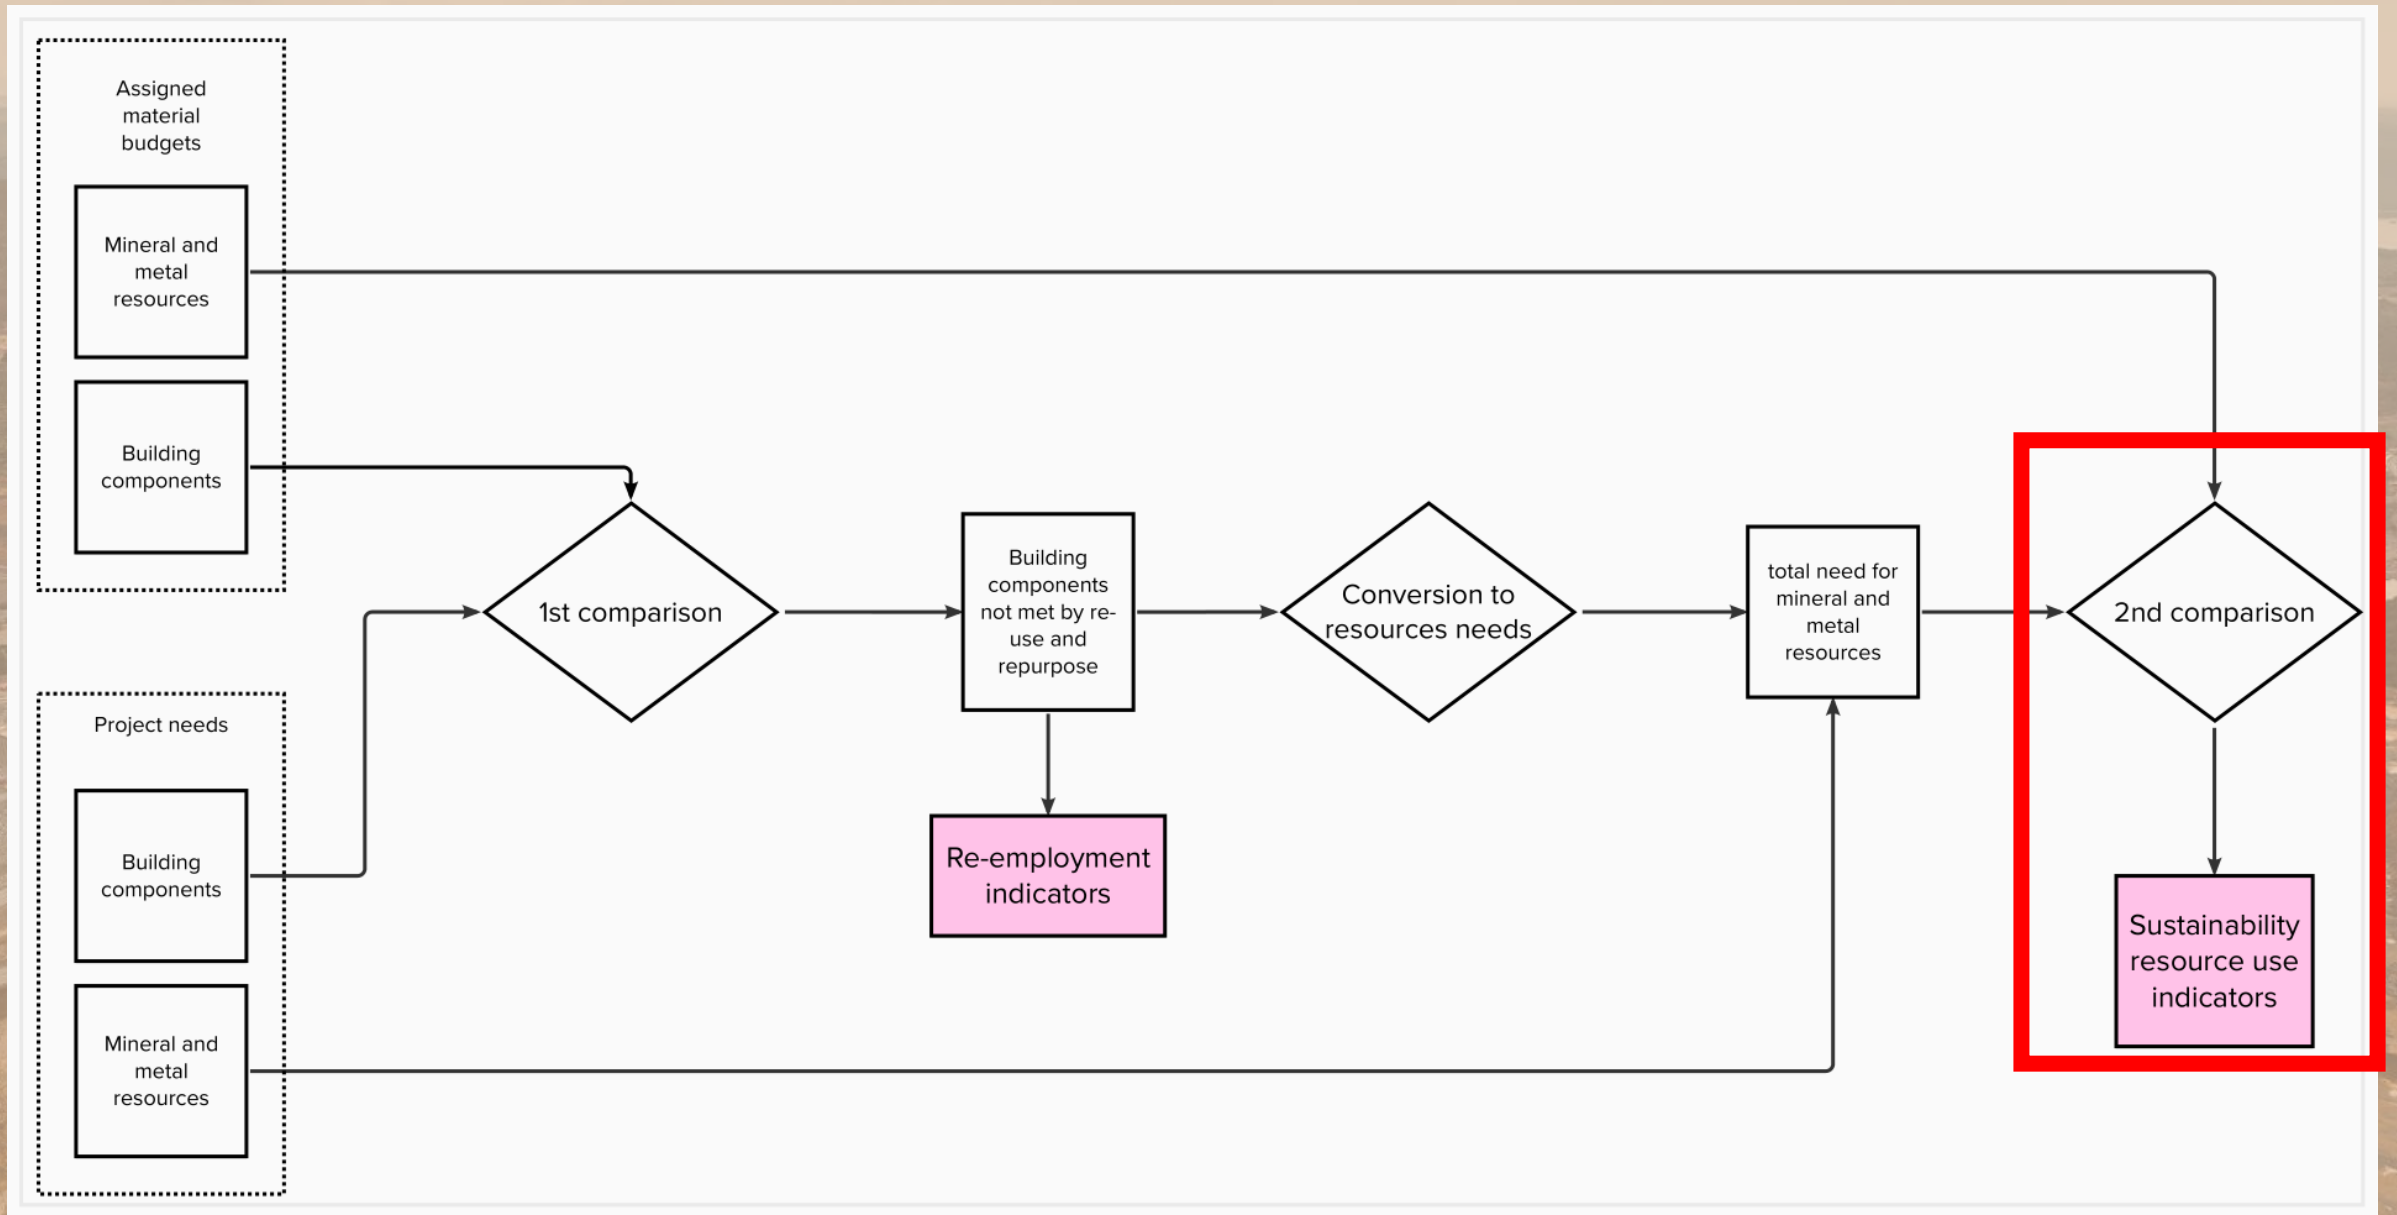 Assigned
material
budgets
Mineral and
metal
resources
Building
components
Project needs
Building
components
Mineral and
metal
resources
1st comparison
Building
components
not met by re-
use and
repurpose
Re-employment
indicators
Conversion to
resources needs
total need for
mineral and
metal
resources
2nd comparison
Sustainability
resource use
indicators